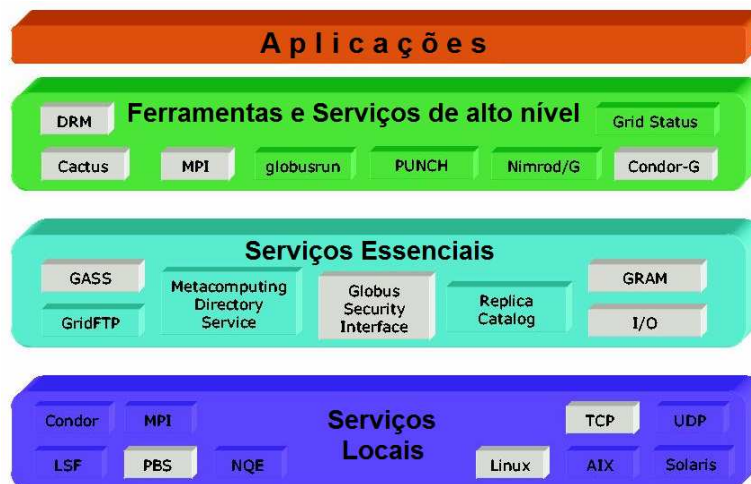 Aplicações
Ferramentas e Serviços de alto nível
DRM
Grid Status
Cactus
MPI
globusrun
PUNCH
Nimrod/G
Condor-G
Serviços Essenciais
GASS
Metacomputing
Directory
Service
Globus
Security
Interface
Replica
Catalog
GRAM
GridFTP
I/O
Serviços
Locais
Condor
MPI
TCP
UDP
LSF
PBS
NQE
Linux
AIX
Solaris